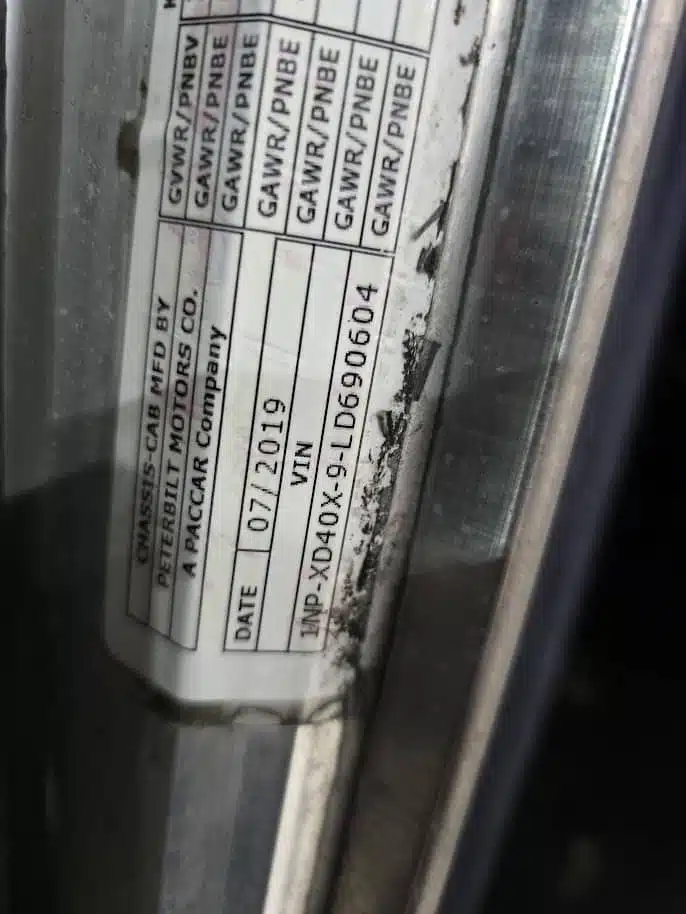 CHASSIS-CAB MFD BY
PETERBILT MOTORS CO.
A PACCAR Company
DATE 07/2019
VIN
1NP-XD40X-9-LD690604
GVWR/PNBV
GAWR/PNBE
GAWR/PNBE
GAWR/PNBE
GAWR/PNBE
GAWR/PNBE
GAWR/PNBE